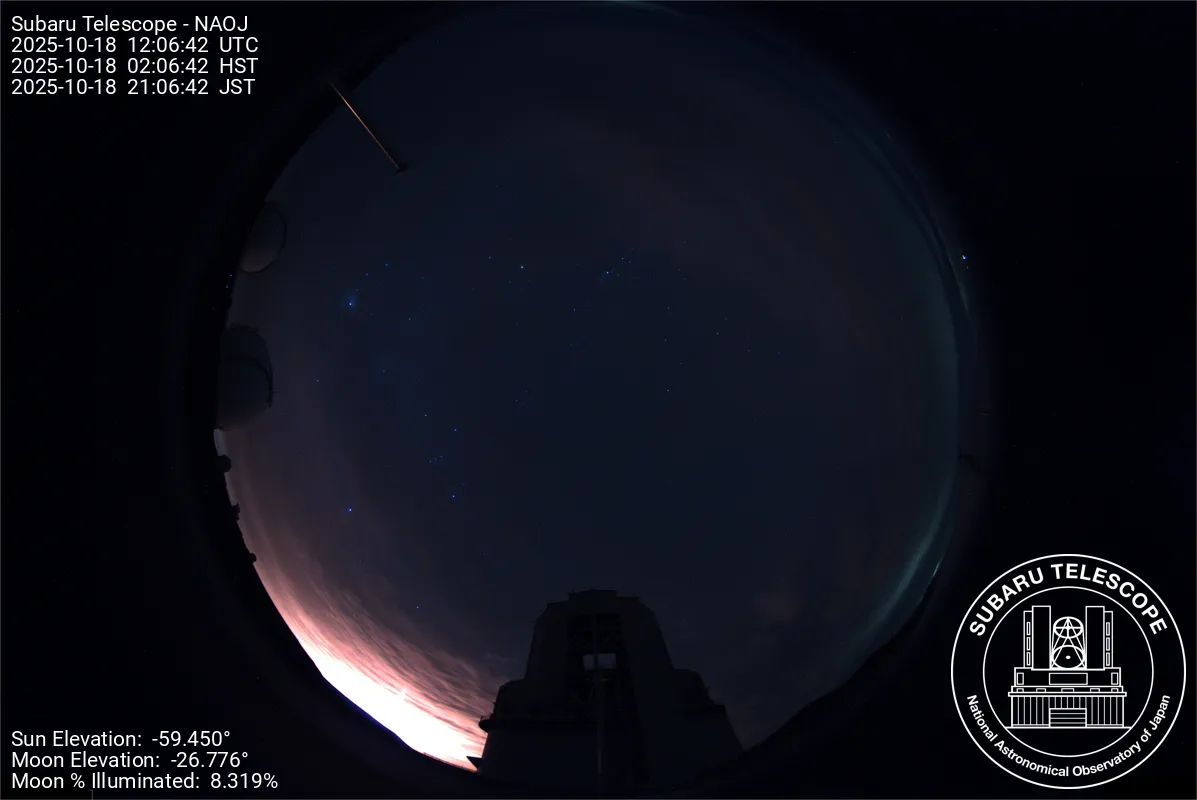 Subaru Telescope - NAOJ
2025-10-18 12:06:42 UTC
2025-10-18 02:06:42 HST
2025-10-18 21:06:42 JST
SUBARU TELESCOPE
National Astronomical Observatory of Japan
Sun Elevation: -59.450°
Moon Elevation: -26.776°
Moon % Illuminated: 8.319%